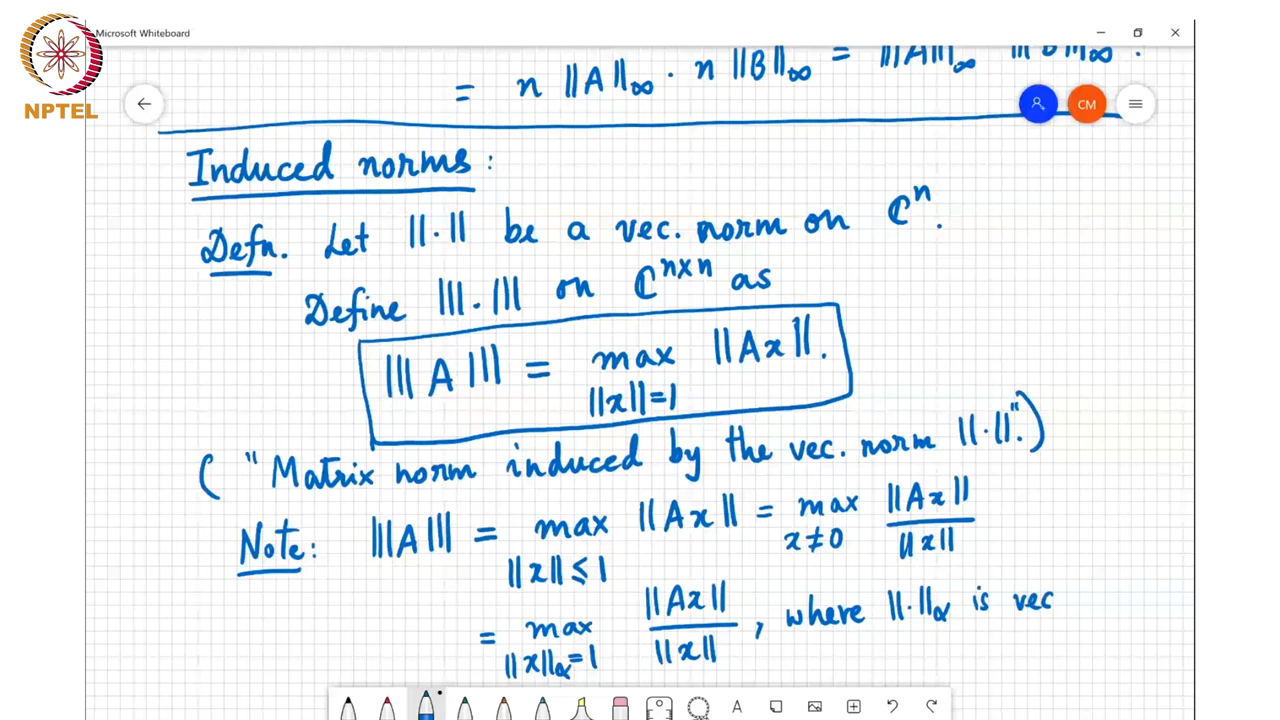 Microsoft Whiteboard
NPTEL
= n ||A||∞ · n ||B||∞ = |||A|||∞ |||B|||∞ .
CM
Induced norms :
Defn. Let ||·|| be a vec. norm on ℂⁿ.
Define |||·||| on ℂⁿˣⁿ as
|||A||| = max ||Ax||.
||x||=1
( "Matrix norm induced by the vec. norm ||·||".)
Note: |||A||| = max ||Ax|| = max ||Ax|| / ||x||
||x||≤1 x≠0
= max ||Ax|| / ||x|| , where ||·||α is vec
||x||α=1
A